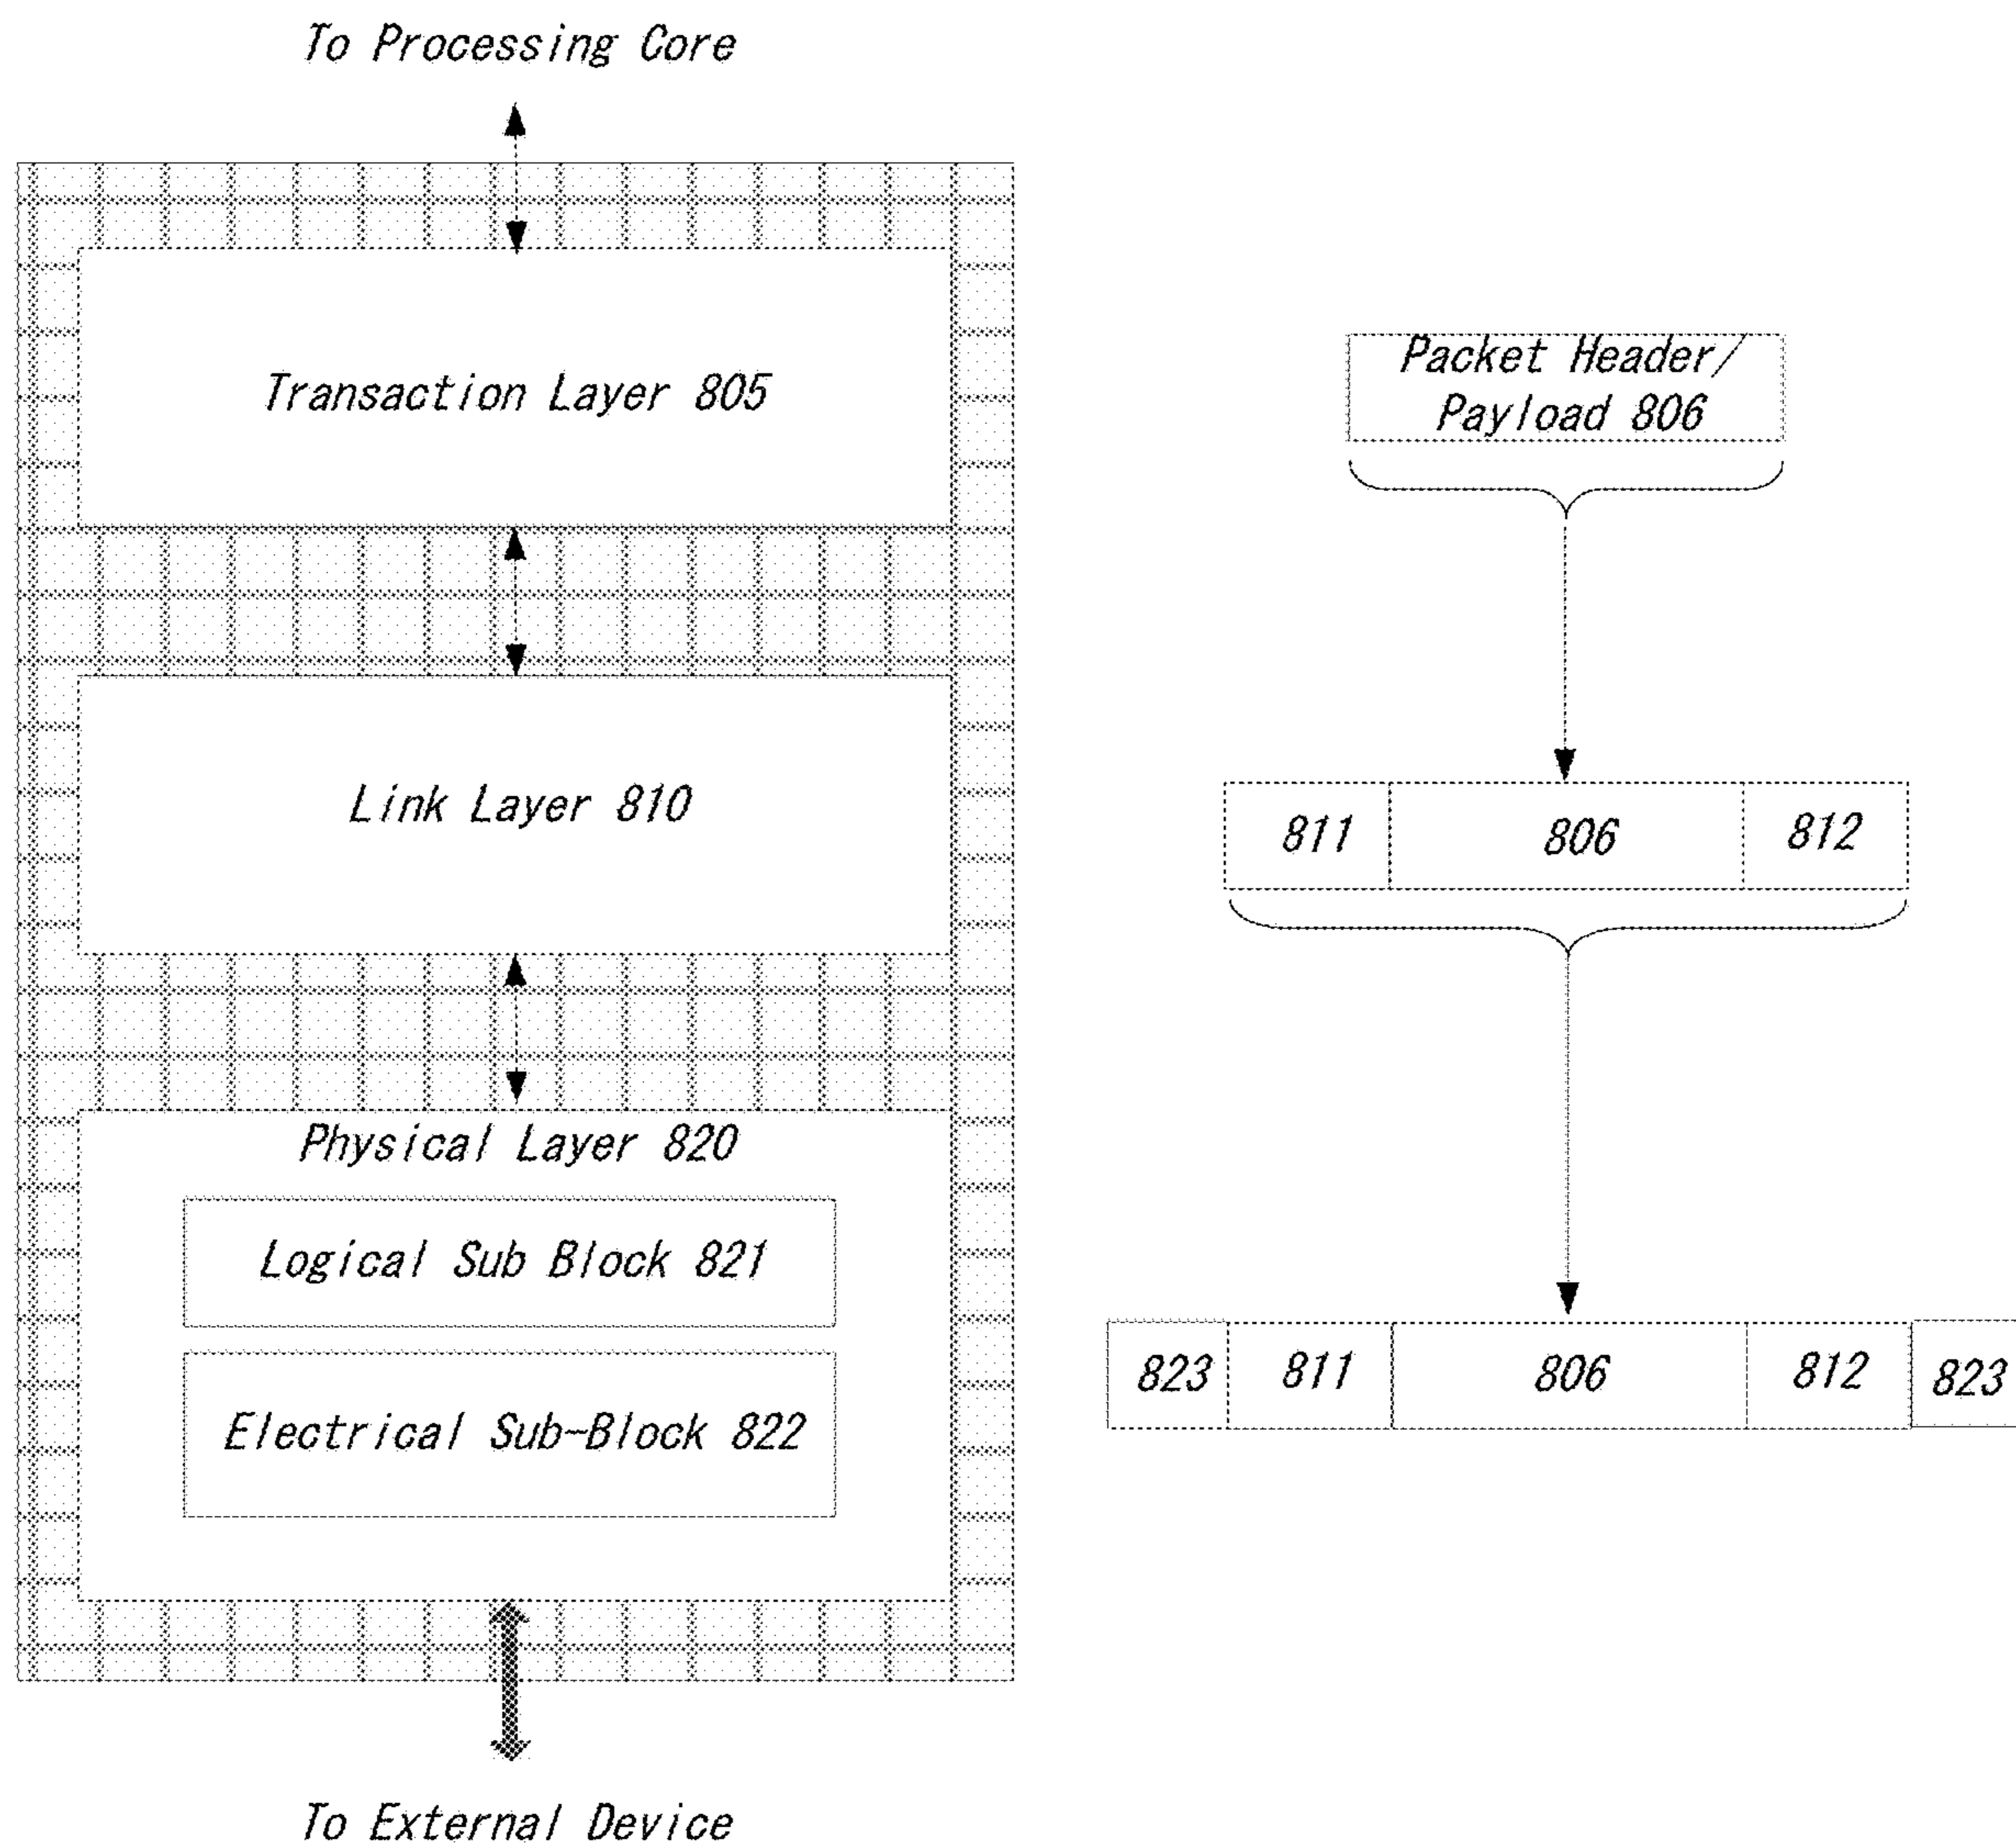 To Processing Core
Transaction Layer 805
Packet Header/
Payload 806
Link Layer 810
811 806 812
Physical Layer 820
Logical Sub Block 821
Electrical Sub-Block 822
823 811 806 812 823
To External Device